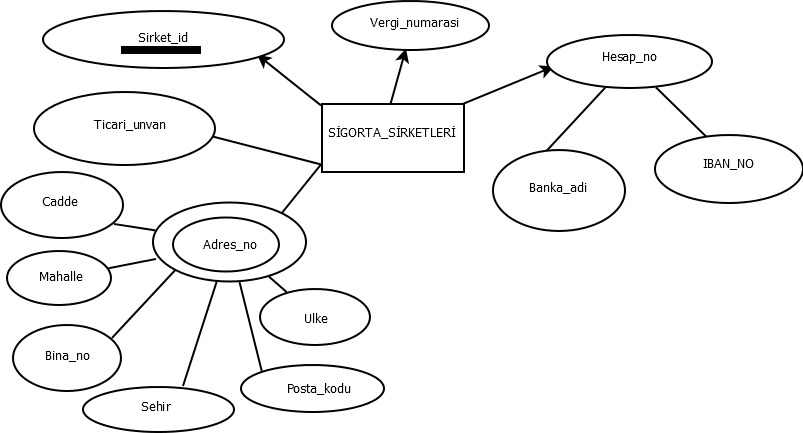 Sirket_id
Vergi_numarasi
Hesap_no
Ticari_unvan
SİGORTA_SİRKETLERİ
Banka_adi
IBAN_NO
Cadde
Adres_no
Mahalle
Ulke
Bina_no
Posta_kodu
Sehir